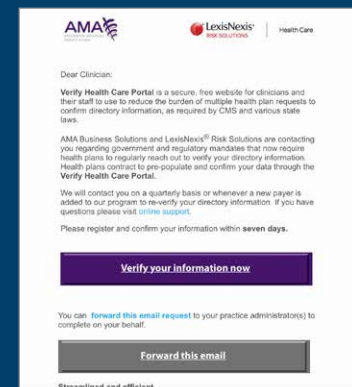 AMA
LexisNexis®
RISK SOLUTIONS
Health Care
Dear Clinician:
Verify Health Care Portal is a secure, free website for clinicians and
their staff to use to reduce the burden of multiple health plan requests to
confirm directory information, as required by CMS and various state
laws.
AMA Business Solutions and LexisNexis® Risk Solutions are contacting
you regarding government and regulatory mandates that now require
health plans to regularly reach out to verify your directory information.
Health plans contract to pre-populate and confirm your data through the
Verify Health Care Portal.
We will contact you on a quarterly basis or whenever a new payer is
added to our program to re-verify your directory information. If you have
questions please visit online support.
Please register and confirm your information within seven days.
Verify your information now
You can forward this email request to your practice administrator(s) to
complete on your behalf.
Forward this email
Streamlined and efficient